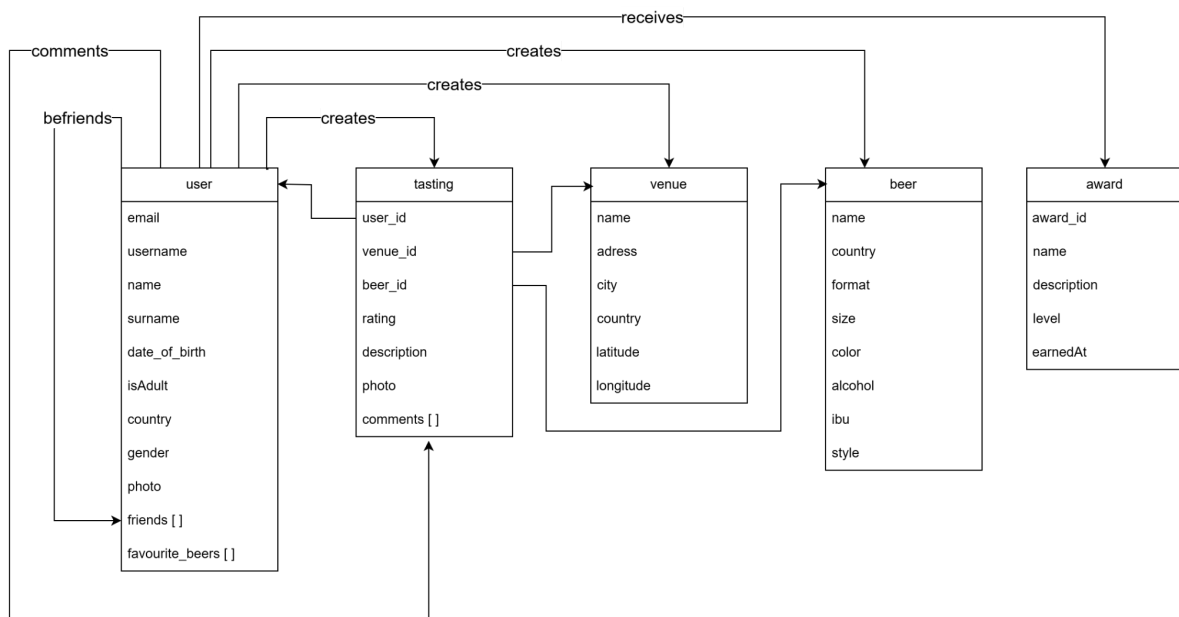 receives
comments
creates
creates
befriends
creates
user
email
username
name
surname
date_of_birth
isAdult
country
gender
photo
friends [ ]
favourite_beers [ ]
tasting
user_id
venue_id
beer_id
rating
description
photo
comments [ ]
venue
name
adress
city
country
latitude
longitude
beer
name
country
format
size
color
alcohol
ibu
style
award
award_id
name
description
level
earnedAt